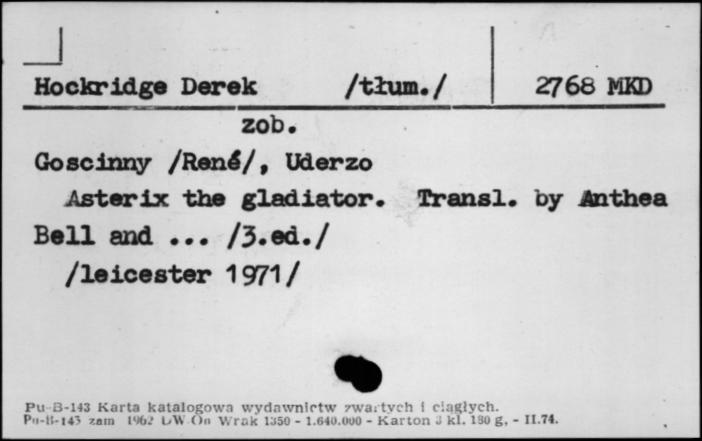 Hockridge Derek /tłum./ 2768 MKD
zob.
Goscinny /René/, Uderzo
Asterix the gladiator. Transl. by Anthea
Bell and ... /3.ed./
/leicester 1971/
Pu-B-143 Karta katalogowa wydawnictw zwartych i ciągłych.
Pu-B-143 zam 1962 DW-On Wrak 1350 - 1.640.000 - Karton 3 kl. 180 g, - II.74.